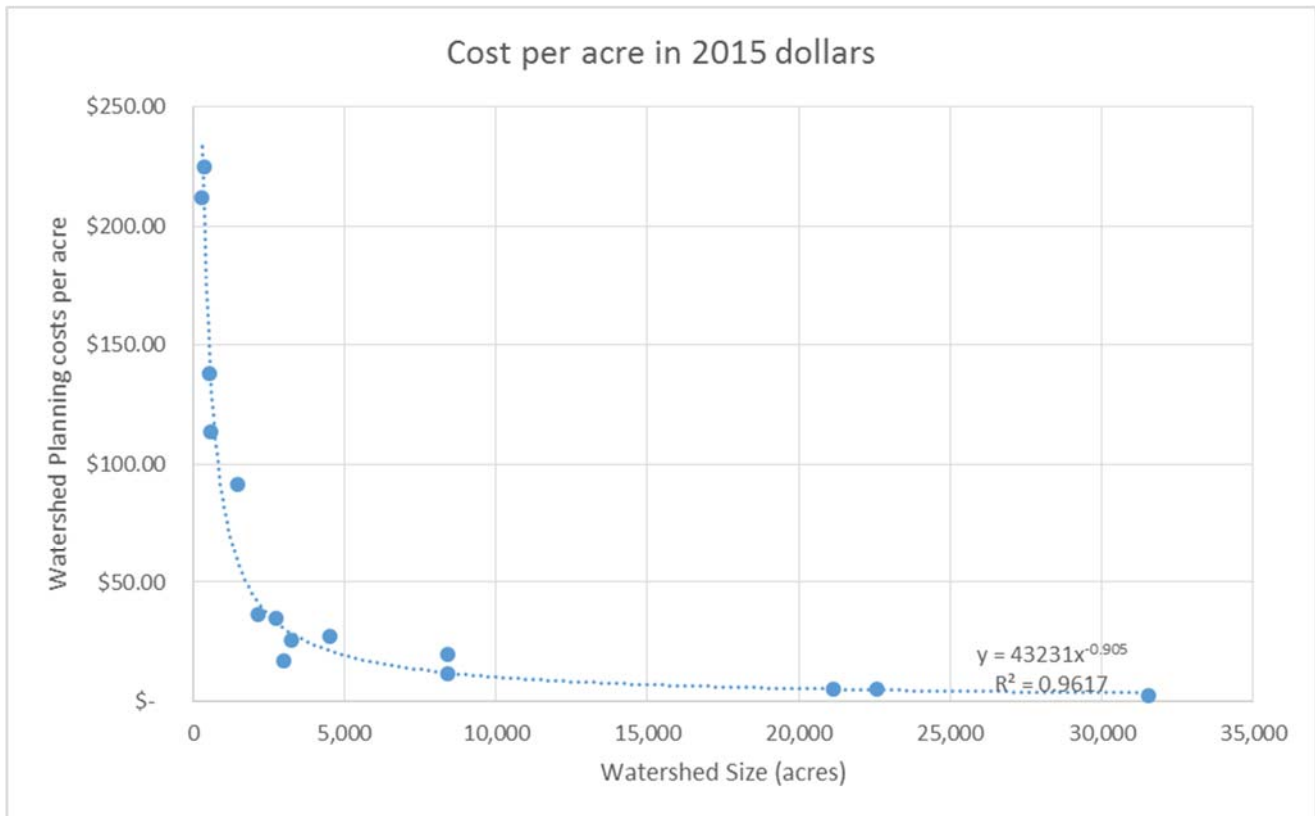 Cost per acre in 2015 dollars
Watershed Planning costs per acre
$250.00
$200.00
$150.00
$100.00
$50.00
$-
y = 43231x^-0.905
R² = 0.9617
0
5,000
10,000
15,000
20,000
25,000
30,000
35,000
Watershed Size (acres)